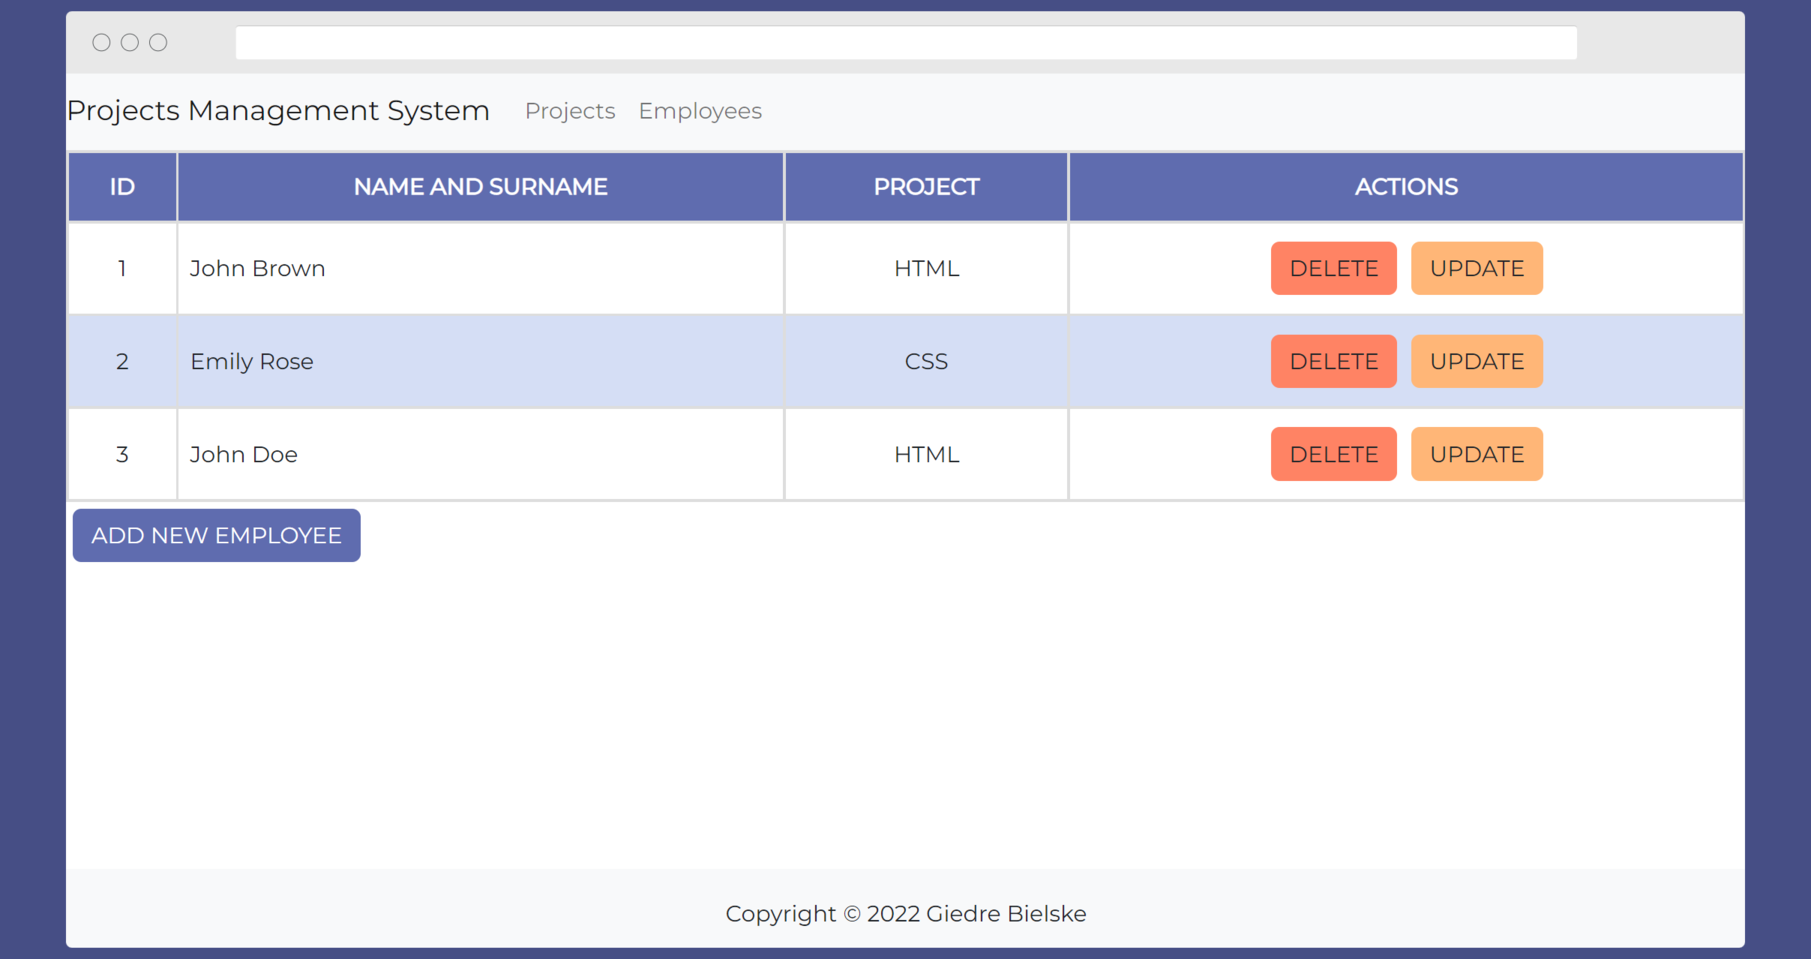 Projects Management System Projects Employees
ID NAME AND SURNAME PROJECT ACTIONS
1 John Brown HTML DELETE UPDATE
2 Emily Rose CSS DELETE UPDATE
3 John Doe HTML DELETE UPDATE
ADD NEW EMPLOYEE
Copyright © 2022 Giedre Bielske